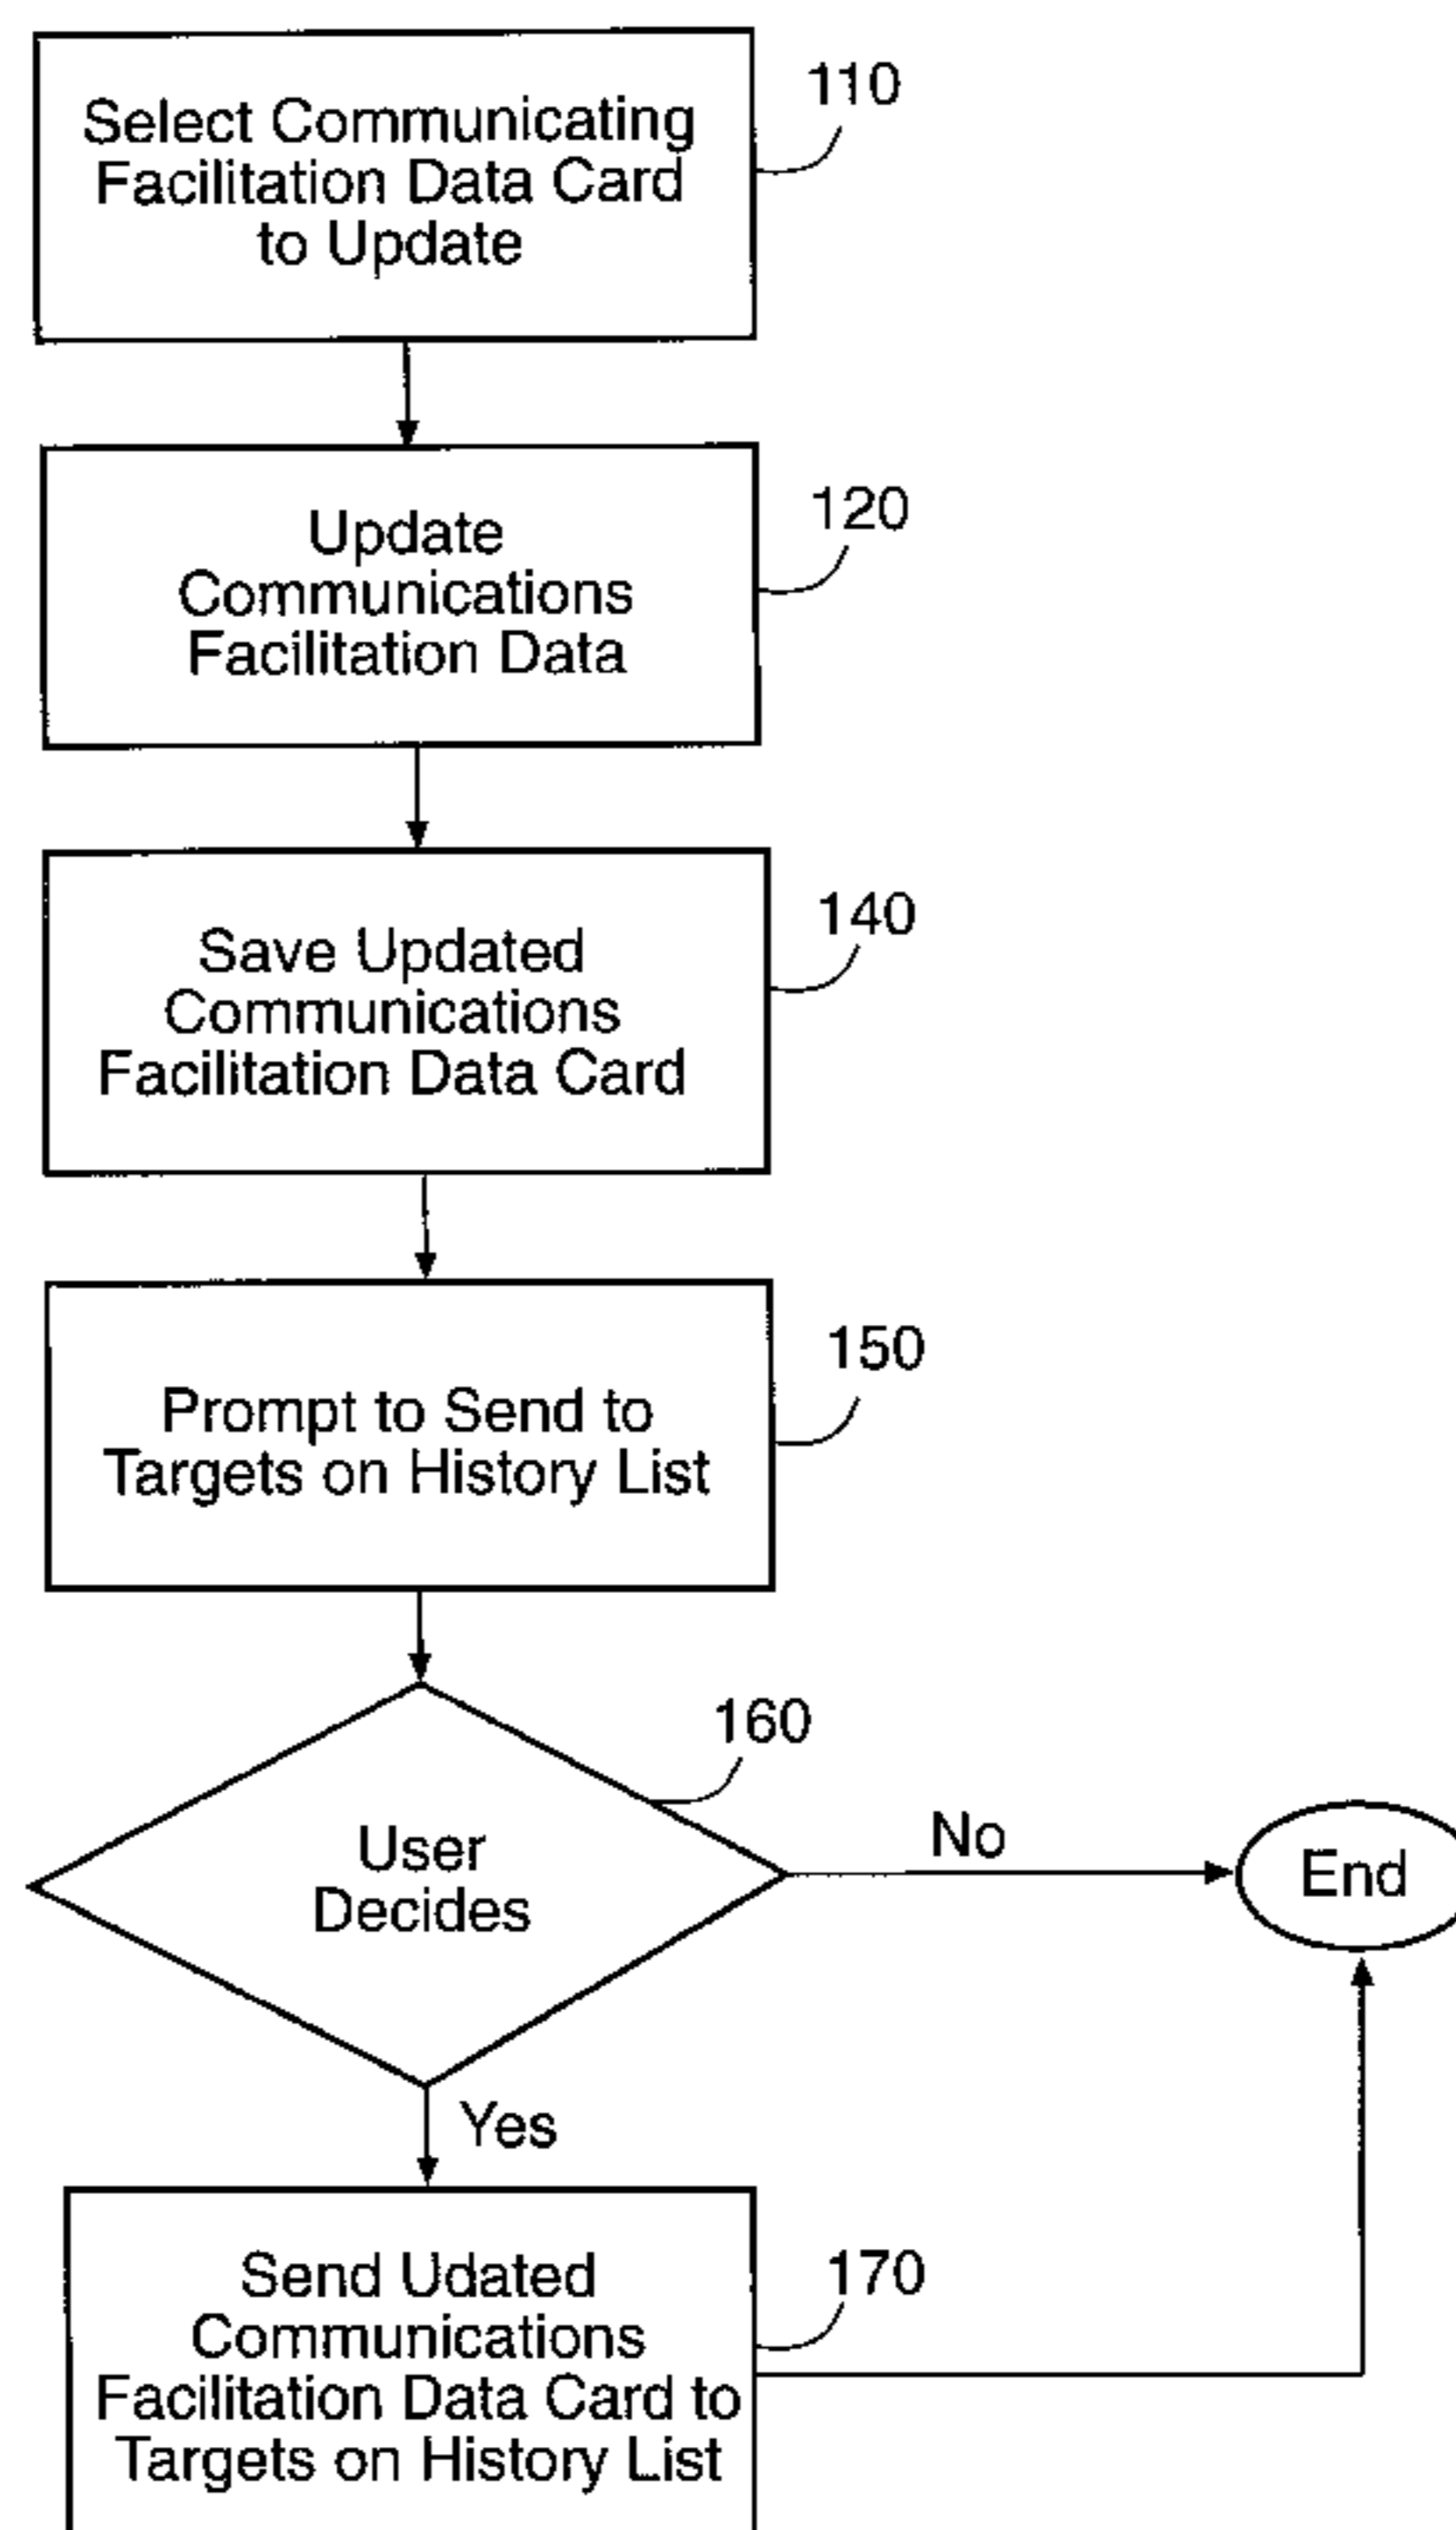 110
Select Communicating
Facilitation Data Card
to Update
120
Update
Communications
Facilitation Data
140
Save Updated
Communications
Facilitation Data Card
150
Prompt to Send to
Targets on History List
160
User
Decides
No
End
Yes
170
Send Udated
Communications
Facilitation Data Card to
Targets on History List